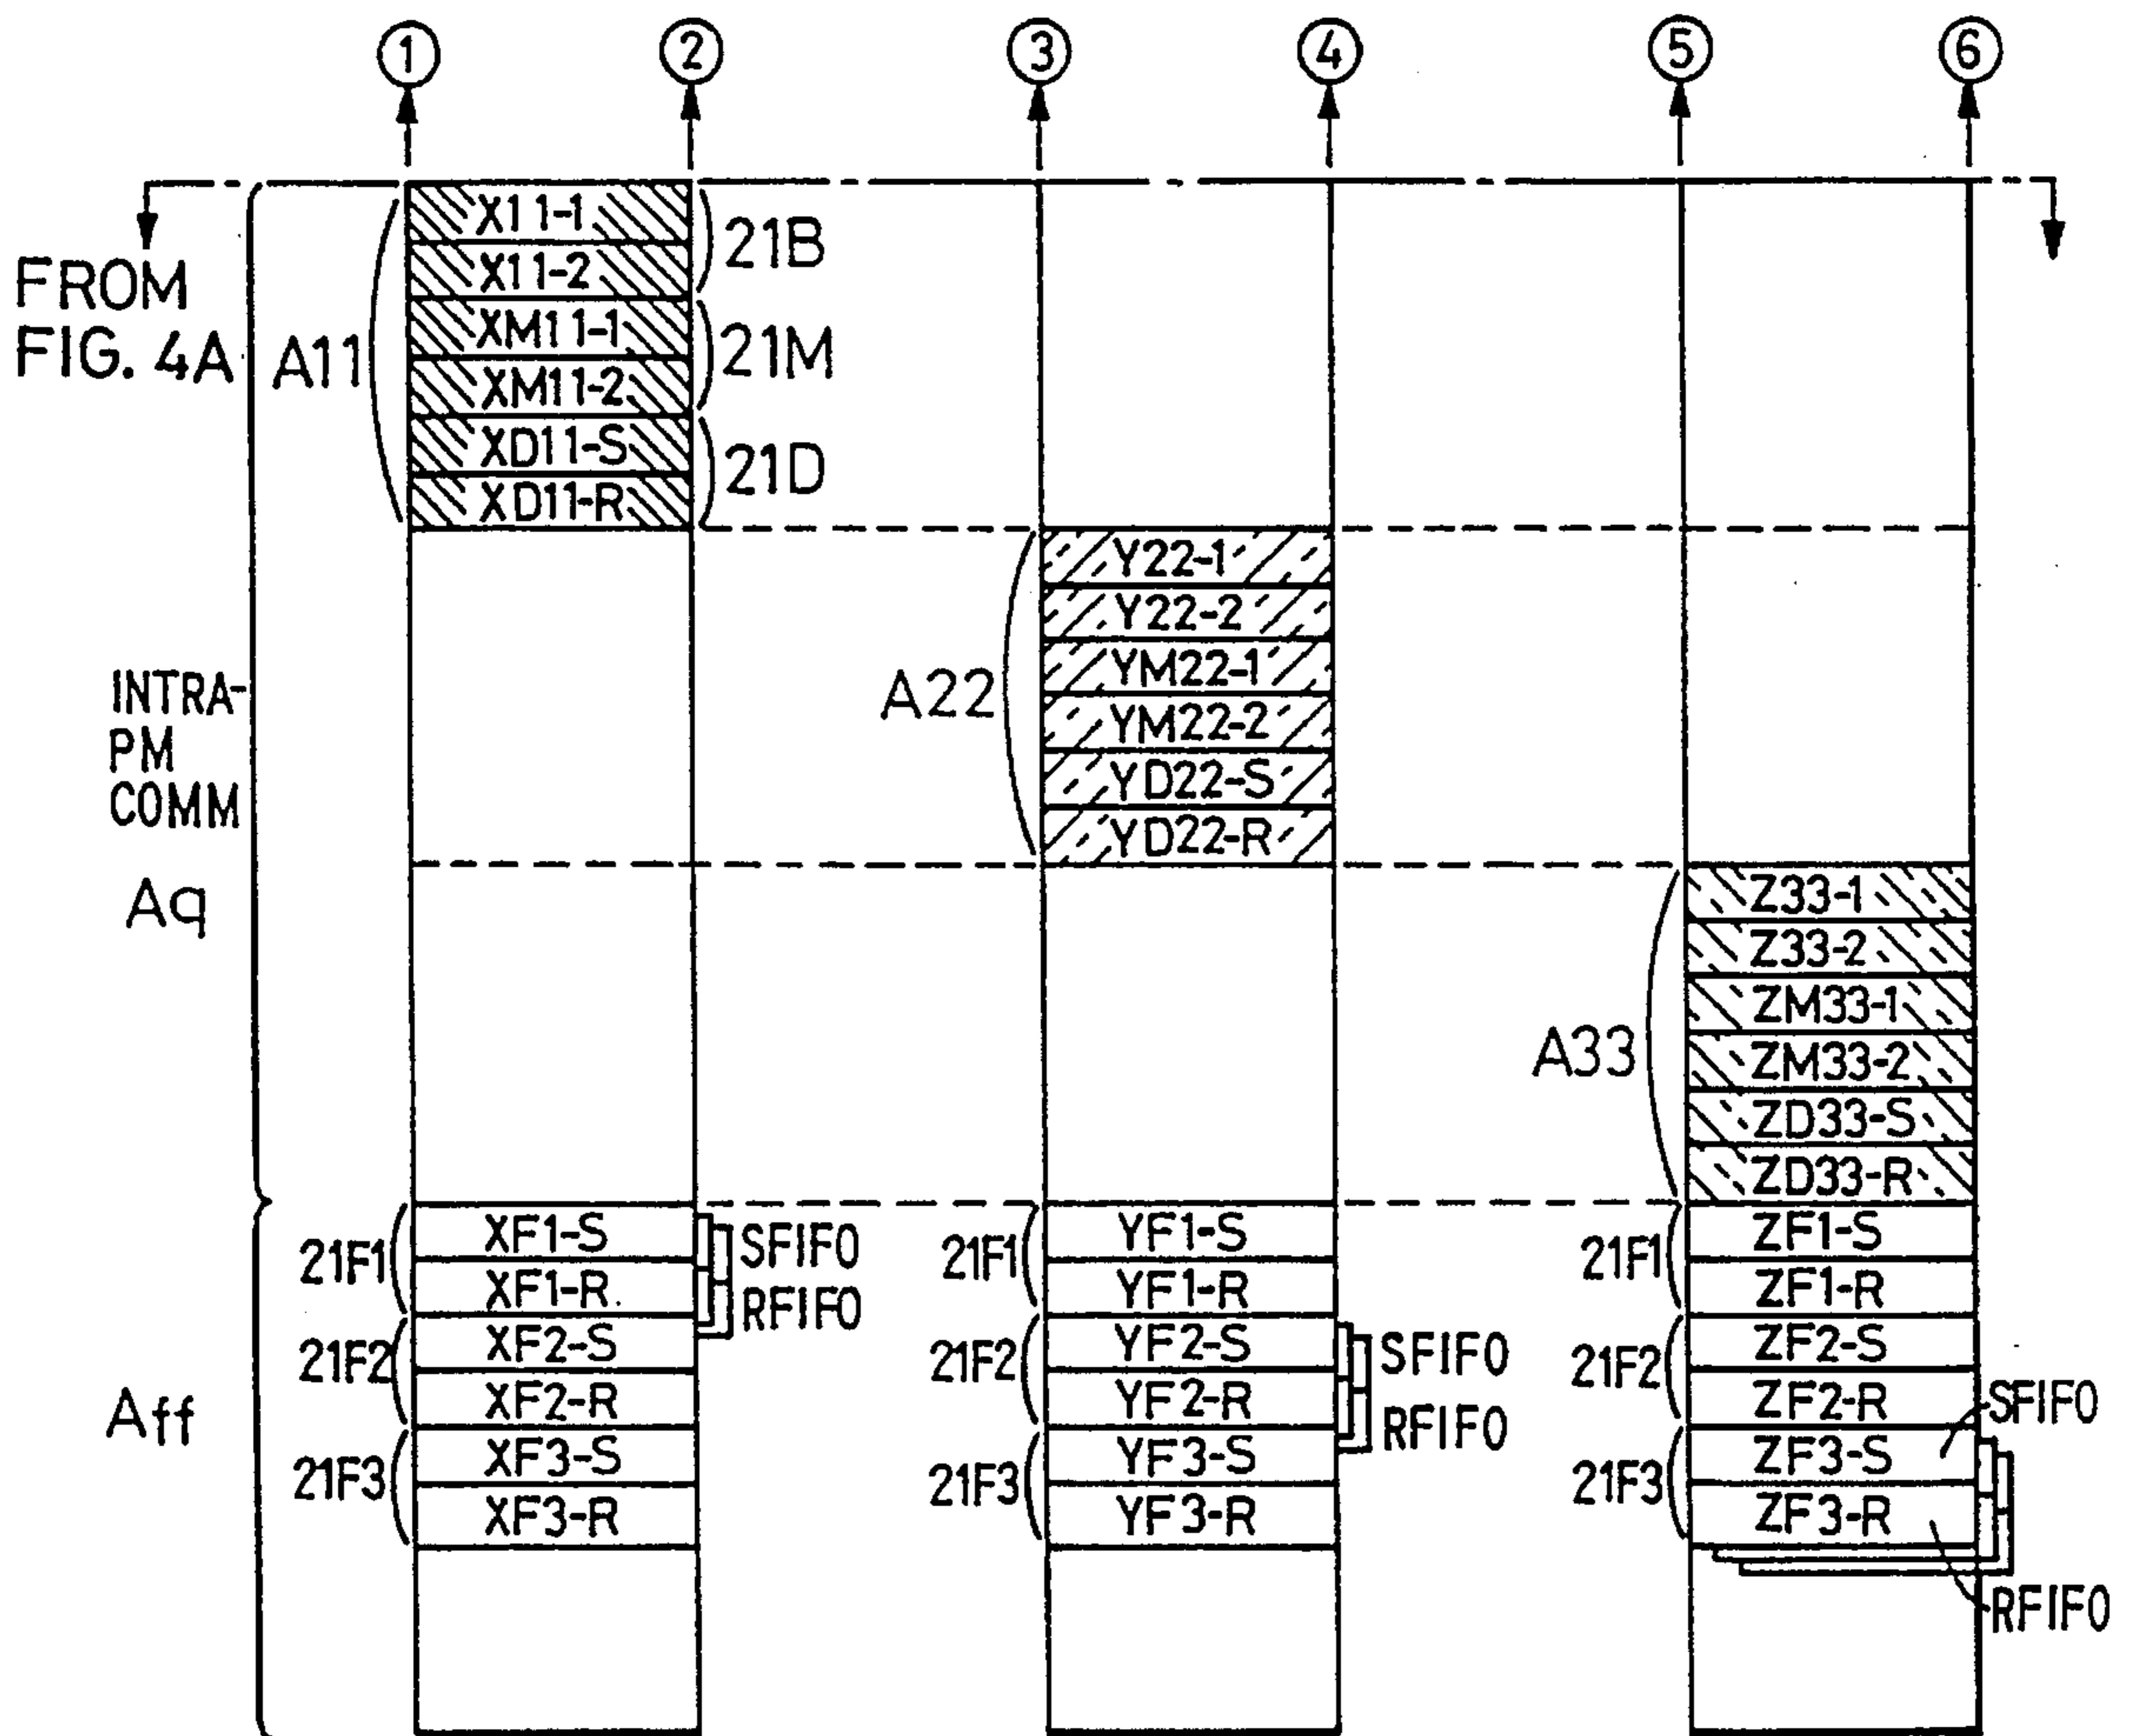 1 2 3 4 5 6
FROM
FIG. 4A
A11
X11-1
X11-2
XM11-1
XM11-2
XD11-S
XD11-R
21B
21M
21D
INTRA-
PM
COMM
Aq
A22
Y22-1
Y22-2
YM22-1
YM22-2
YD22-S
YD22-R
A33
Z33-1
Z33-2
ZM33-1
ZM33-2
ZD33-S
ZD33-R
Aff
21F1
21F2
21F3
XF1-S
XF1-R
XF2-S
XF2-R
XF3-S
XF3-R
SFIFO
RFIFO
21F1
21F2
21F3
YF1-S
YF1-R
YF2-S
YF2-R
YF3-S
YF3-R
SFIFO
RFIFO
21F1
21F2
21F3
ZF1-S
ZF1-R
ZF2-S
ZF2-R
ZF3-S
ZF3-R
SFIFO
RFIFO